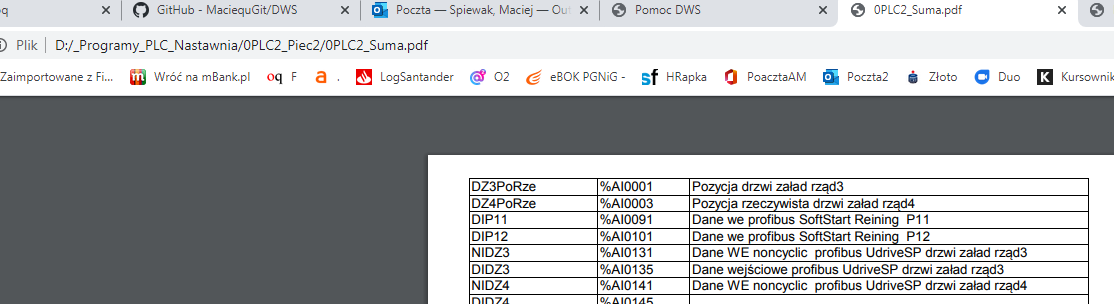 oq GitHub - MaciequGit/DWS Poczta — Spiewak, Maciej — Out Pomoc DWS 0PLC2_Suma.pdf
Plik D:/_Programy_PLC_Nastawnia/0PLC2_Piec2/0PLC2_Suma.pdf
Zaimportowane z Fi... Wróć na mBank.pl oq F a . LogSantander O2 eBOK PGNiG - sf HRapka PoacztaAM Poczta2 Złoto Duo K Kursownik
DZ3PoRze %AI0001 Pozycja drzwi załad rząd3
DZ4PoRze %AI0003 Pozycja rzeczywista drzwi załad rząd4
DIP11 %AI0091 Dane we profibus SoftStart Reining P11
DIP12 %AI0101 Dane we profibus SoftStart Reining P12
NIDZ3 %AI0131 Dane WE noncyclic profibus UdriveSP drzwi załad rząd3
DIDZ3 %AI0135 Dane wejściowe profibus UdriveSP drzwi załad rząd3
NIDZ4 %AI0141 Dane WE noncyclic profibus UdriveSP drzwi załad rząd4
DIDZ4 %AI0145